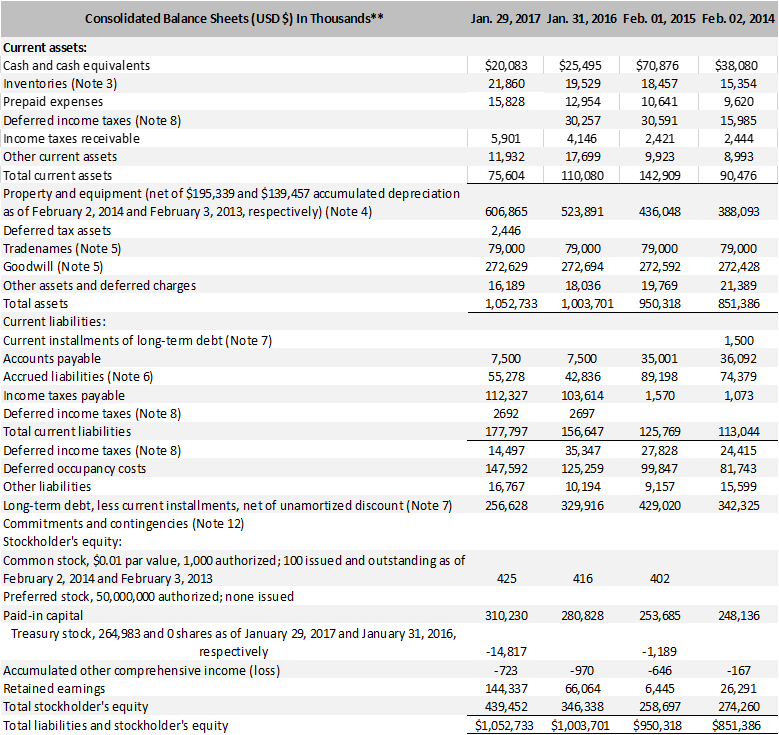 Consolidated Balance Sheets (USD $) In Thousands** Jan. 29, 2017 Jan. 31, 2016 Feb. 01, 2015 Feb. 02, 2014
Current assets:
Cash and cash equivalents $20,083 $25,495 $70,876 $38,080
Inventories (Note 3) 21,860 19,529 18,457 15,354
Prepaid expenses 15,828 12,954 10,641 9,620
Deferred income taxes (Note 8) 30,257 30,591 15,985
Income taxes receivable 5,901 4,146 2,421 2,444
Other current assets 11,932 17,699 9,923 8,993
Total current assets 75,604 110,080 142,909 90,476
Property and equipment (net of $195,339 and $139,457 accumulated depreciation
as of February 2, 2014 and February 3, 2013, respectively) (Note 4) 606,865 523,891 436,048 388,093
Deferred tax assets 2,446
Tradenames (Note 5) 79,000 79,000 79,000 79,000
Goodwill (Note 5) 272,629 272,694 272,592 272,428
Other assets and deferred charges 16,189 18,036 19,769 21,389
Total assets 1,052,733 1,003,701 950,318 851,386
Current liabilities:
Current installments of long-term debt (Note 7) 1,500
Accounts payable 7,500 7,500 35,001 36,092
Accrued liabilities (Note 6) 55,278 42,836 89,198 74,379
Income taxes payable 112,327 103,614 1,570 1,073
Deferred income taxes (Note 8) 2692 2697
Total current liabilities 177,797 156,647 125,769 113,044
Deferred income taxes (Note 8) 14,497 35,347 27,828 24,415
Deferred occupancy costs 147,592 125,259 99,847 81,743
Other liabilities 16,767 10,194 9,157 15,599
Long-term debt, less current installments, net of unamortized discount (Note 7) 256,628 329,916 429,020 342,325
Commitments and contingencies (Note 12)
Stockholder's equity:
Common stock, $0.01 par value, 1,000 authorized; 100 issued and outstanding as of
February 2, 2014 and February 3, 2013 425 416 402
Preferred stock, 50,000,000 authorized; none issued
Paid-in capital 310,230 280,828 253,685 248,136
Treasury stock, 264,983 and 0 shares as of January 29, 2017 and January 31, 2016,
respectively -14,817 -1,189
Accumulated other comprehensive income (loss) -723 -970 -646 -167
Retained earnings 144,337 66,064 6,445 26,291
Total stockholder's equity 439,452 346,338 258,697 274,260
Total liabilities and stockholder's equity $1,052,733 $1,003,701 $950,318 $851,386